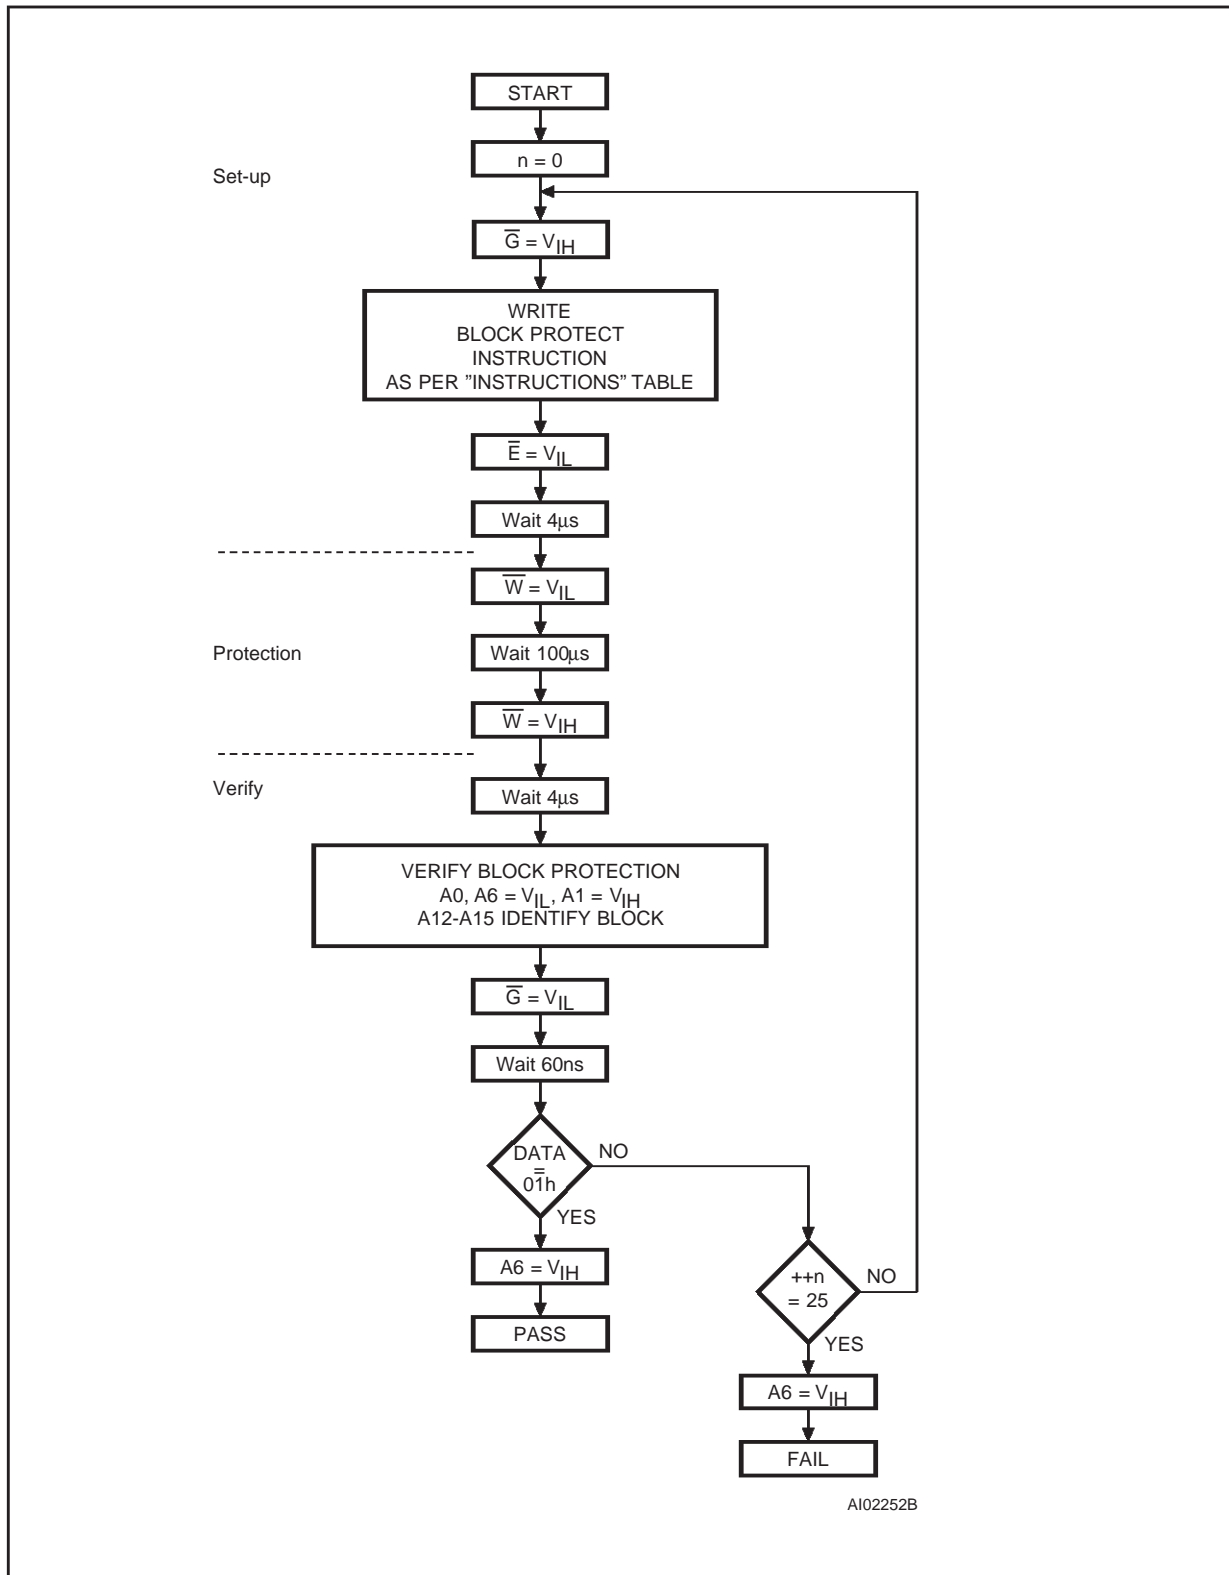 START
n = 0
Set-up
G̅ = VIH
WRITE
BLOCK PROTECT
INSTRUCTION
AS PER ”INSTRUCTIONS” TABLE
E̅ = VIL
Wait 4µs
W̅ = VIL
Protection
Wait 100µs
W̅ = VIH
Verify
Wait 4µs
VERIFY BLOCK PROTECTION
A0, A6 = VIL, A1 = VIH
A12-A15 IDENTIFY BLOCK
G̅ = VIL
Wait 60ns
DATA
=
01h
NO
YES
A6 = VIH
PASS
++n
= 25
NO
YES
A6 = VIH
FAIL
AI02252B